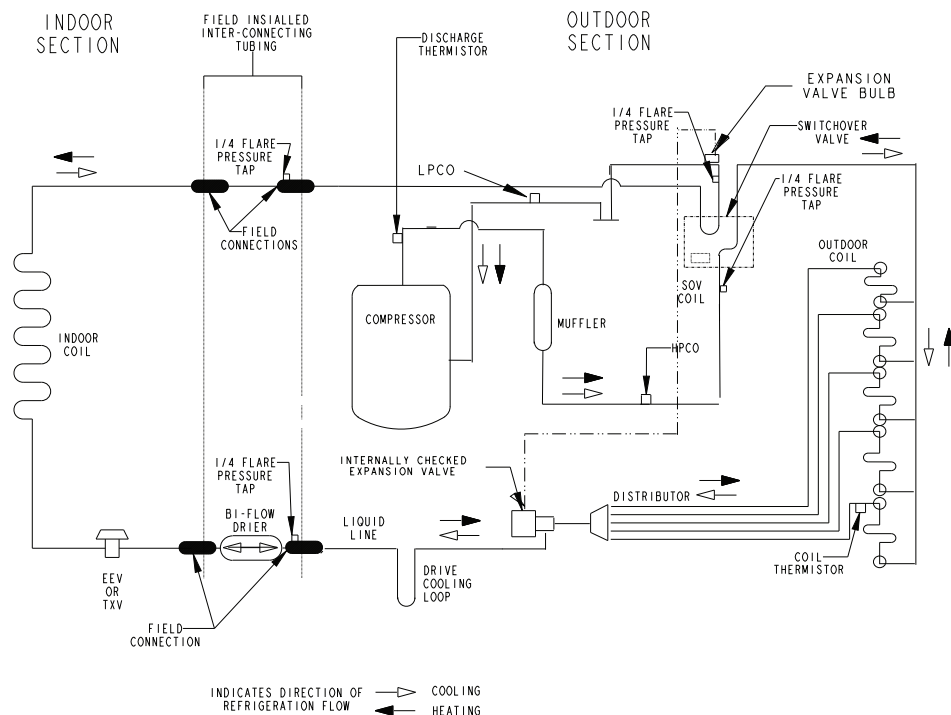 INDOOR
SECTION
FIELD INSIALLED
INTER-CONNECTING
TUBING
OUTDOOR
SECTION
DISCHARGE
THERMISTOR
EXPANSION
VALVE BULB
1/4 FLARE
PRESSURE
TAP
SWITCHOVER
VALVE
1/4 FLARE
PRESSURE
TAP
LPCO
1/4 FLARE
PRESSURE
TAP
FIELD
CONNECTIONS
OUTDOOR
COIL
SOV
COIL
COMPRESSOR
MUFFLER
INDOOR
COIL
HPCO
INTERNALLY CHECKED
EXPANSION VALVE
1/4 FLARE
PRESSURE
TAP
DISTRIBUTOR
BI-FLOW
DRIER
LIQUID
LINE
COIL
THERMISTOR
DRIVE
COOLING
LOOP
EEV
OR
TXV
FIELD
CONNECTION
INDICATES DIRECTION OF
REFRIGERATION FLOW
COOLING
HEATING